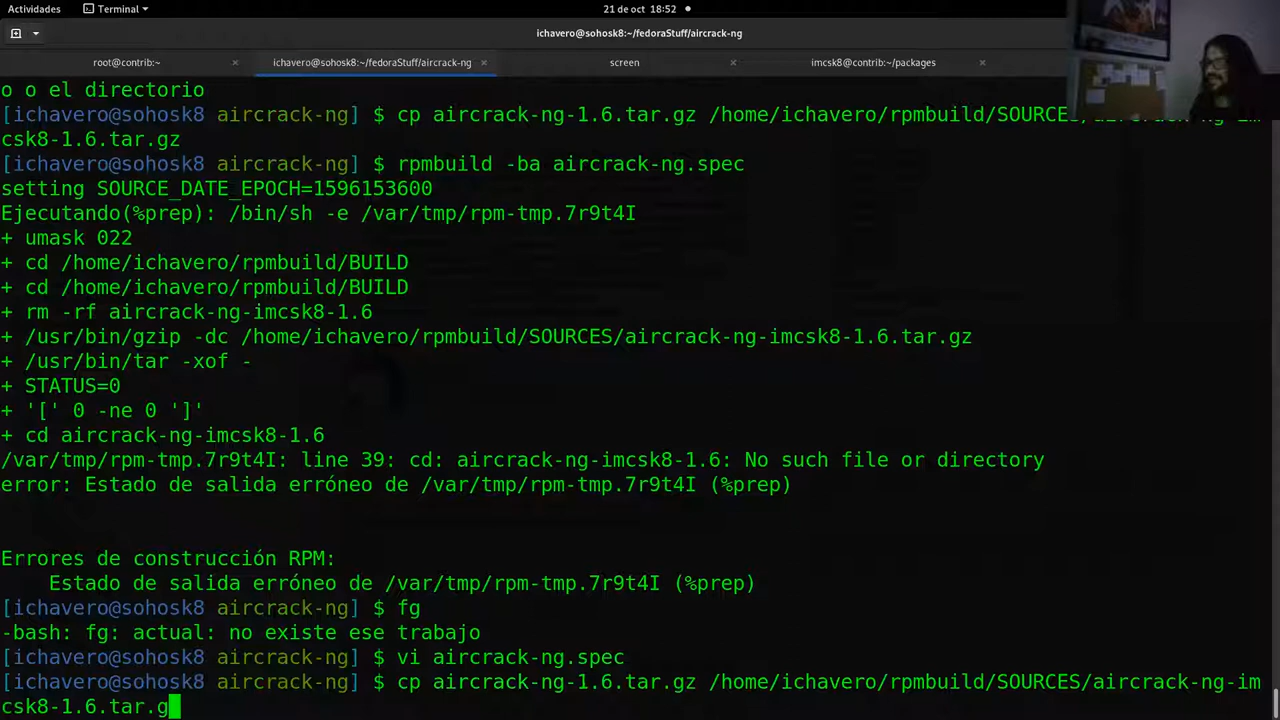 Actividades Terminal 21 de oct 18:52
ichavero@sohosk8:~/fedoraStuff/aircrack-ng
root@contrib:~ × ichavero@sohosk8:~/fedoraStuff/aircrack-ng × screen × imcsk8@contrib:~/packages ×
o o el directorio
[ichavero@sohosk8 aircrack-ng] $ cp aircrack-ng-1.6.tar.gz /home/ichavero/rpmbuild/SOURCES/aircrack-ng-im
csk8-1.6.tar.gz
[ichavero@sohosk8 aircrack-ng] $ rpmbuild -ba aircrack-ng.spec
setting SOURCE_DATE_EPOCH=1596153600
Ejecutando(%prep): /bin/sh -e /var/tmp/rpm-tmp.7r9t4I
+ umask 022
+ cd /home/ichavero/rpmbuild/BUILD
+ cd /home/ichavero/rpmbuild/BUILD
+ rm -rf aircrack-ng-imcsk8-1.6
+ /usr/bin/gzip -dc /home/ichavero/rpmbuild/SOURCES/aircrack-ng-imcsk8-1.6.tar.gz
+ /usr/bin/tar -xof -
+ STATUS=0
+ '[' 0 -ne 0 ']'
+ cd aircrack-ng-imcsk8-1.6
/var/tmp/rpm-tmp.7r9t4I: line 39: cd: aircrack-ng-imcsk8-1.6: No such file or directory
error: Estado de salida erróneo de /var/tmp/rpm-tmp.7r9t4I (%prep)
Errores de construcción RPM:
Estado de salida erróneo de /var/tmp/rpm-tmp.7r9t4I (%prep)
[ichavero@sohosk8 aircrack-ng] $ fg
-bash: fg: actual: no existe ese trabajo
[ichavero@sohosk8 aircrack-ng] $ vi aircrack-ng.spec
[ichavero@sohosk8 aircrack-ng] $ cp aircrack-ng-1.6.tar.gz /home/ichavero/rpmbuild/SOURCES/aircrack-ng-im
csk8-1.6.tar.g